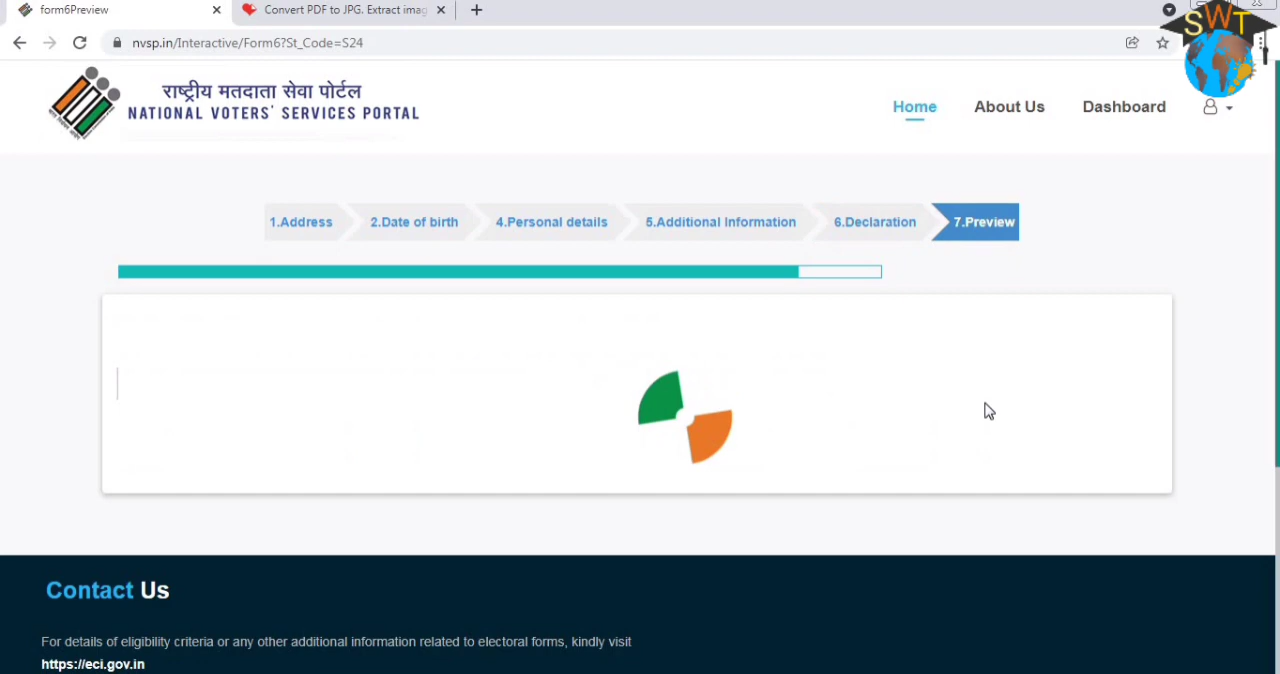 form6Preview
Convert PDF to JPG. Extract imag
nvsp.in/Interactive/Form6?St_Code=S24
SWT
राष्ट्रीय मतदाता सेवा पोर्टल
NATIONAL VOTERS' SERVICES PORTAL
Home About Us Dashboard
1.Address 2.Date of birth 4.Personal details 5.Additional Information 6.Declaration 7.Preview
Contact Us
For details of eligibility criteria or any other additional information related to electoral forms, kindly visit
https://eci.gov.in